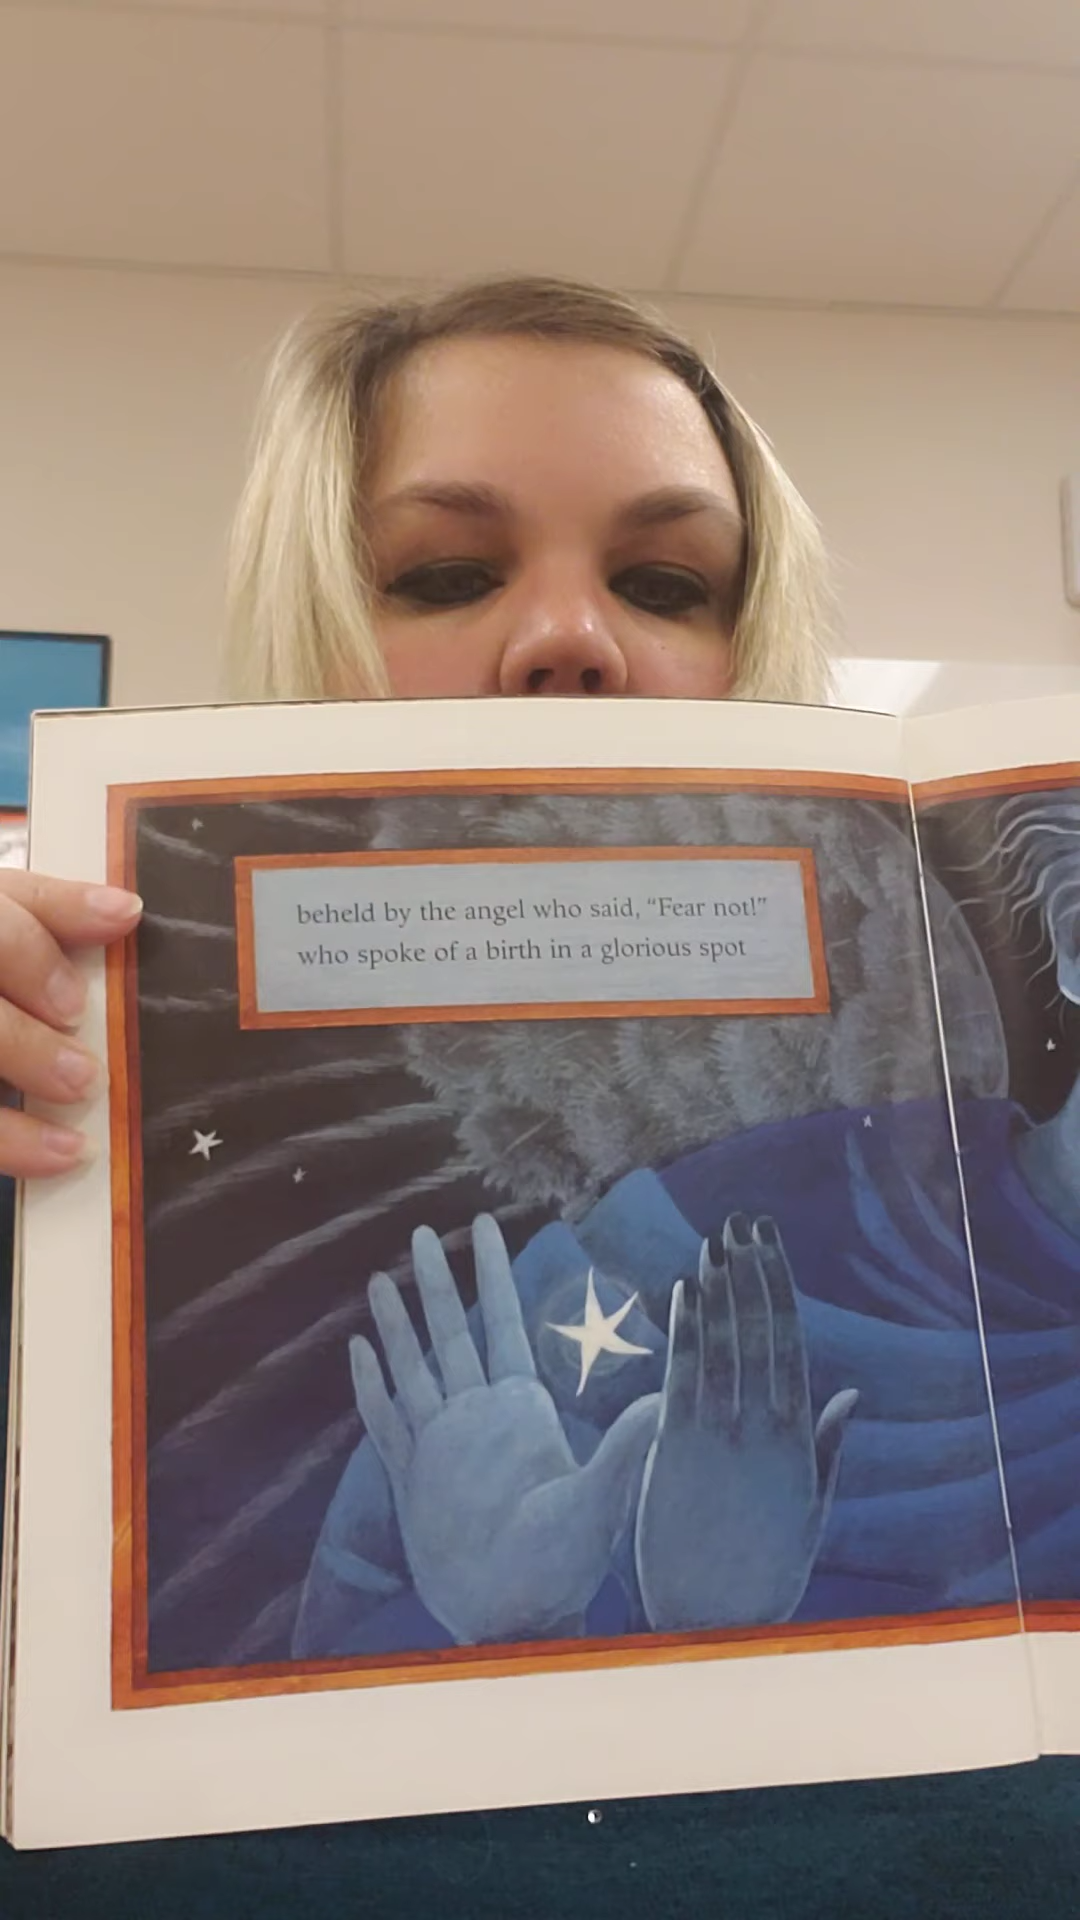 beheld by the angel who said, “Fear not!”
who spoke of a birth in a glorious spot